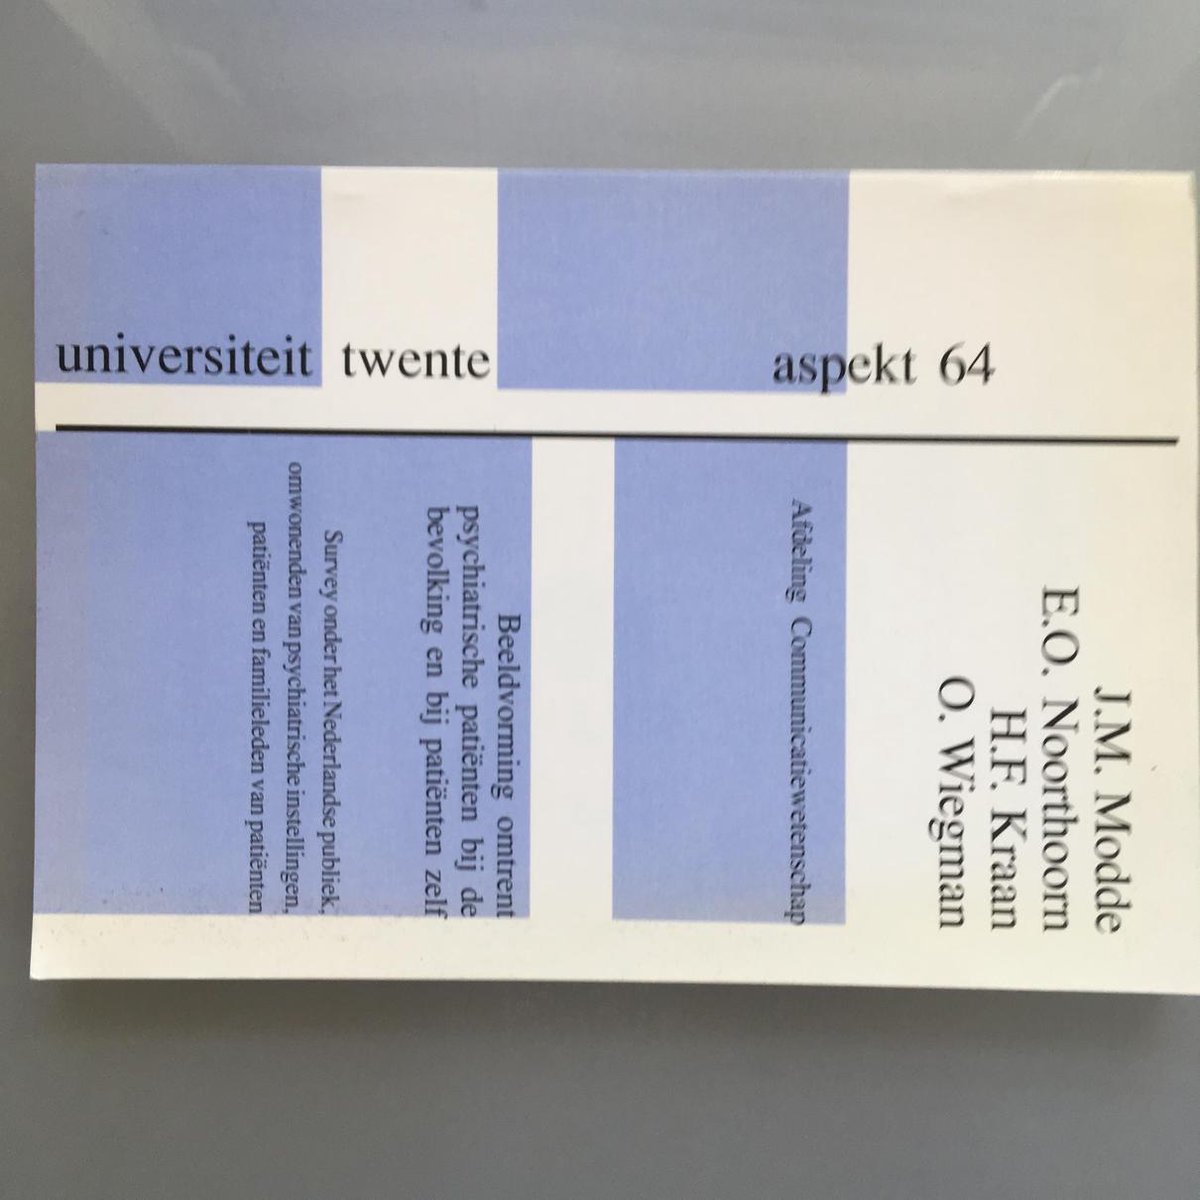 J.M. Modde
E.O. Noorthoorn
H.F. Kraan
O. Wiegman
Afdeling Communicatiewetenschap
Beeldvorming omtrent
psychiatrische patiënten bij de
bevolking en bij patiënten zelf
Survey onder het Nederlandse publiek,
omwonenden van psychiatrische instellingen,
patiënten en familieleden van patiënten
universiteit twente
aspekt 64